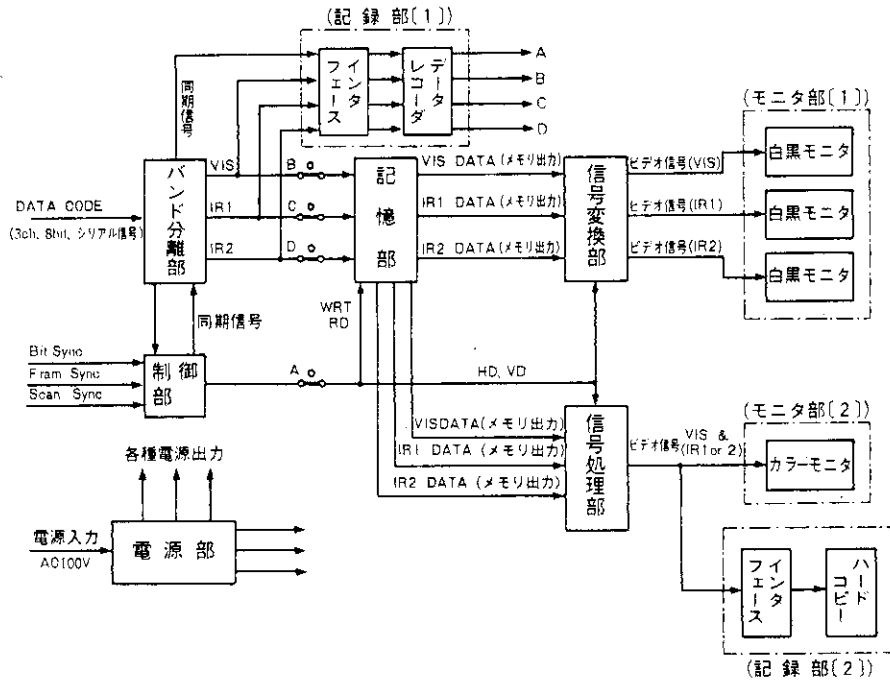 (記録部〔1〕)
インタフェース
データレコーダ
A
B
C
D
同期信号
(モニタ部〔1〕)
白黒モニタ
白黒モニタ
白黒モニタ
DATA CODE
(3ch, 8bit, シリアル信号)
バンド分離部
VIS
IR1
IR2
B
C
D
記憶部
VIS DATA(メモリ出力)
IR1 DATA(メモリ出力)
IR2 DATA(メモリ出力)
信号変換部
ビデオ信号(VIS)
ビデオ信号(IR1)
ビデオ信号(IR2)
同期信号
WRT
RD
Bit Sync
Fram Sync
Scan Sync
制御部
A
HD, VD
VISDATA(メモリ出力)
IR1 DATA(メモリ出力)
IR2 DATA(メモリ出力)
信号処理部
ビデオ信号
VIS &
(IR1 or 2)
(モニタ部〔2〕)
カラーモニタ
各種電源出力
電源入力
AC100V
電源部
インタフェース
ハードコピー
(記録部〔2〕)